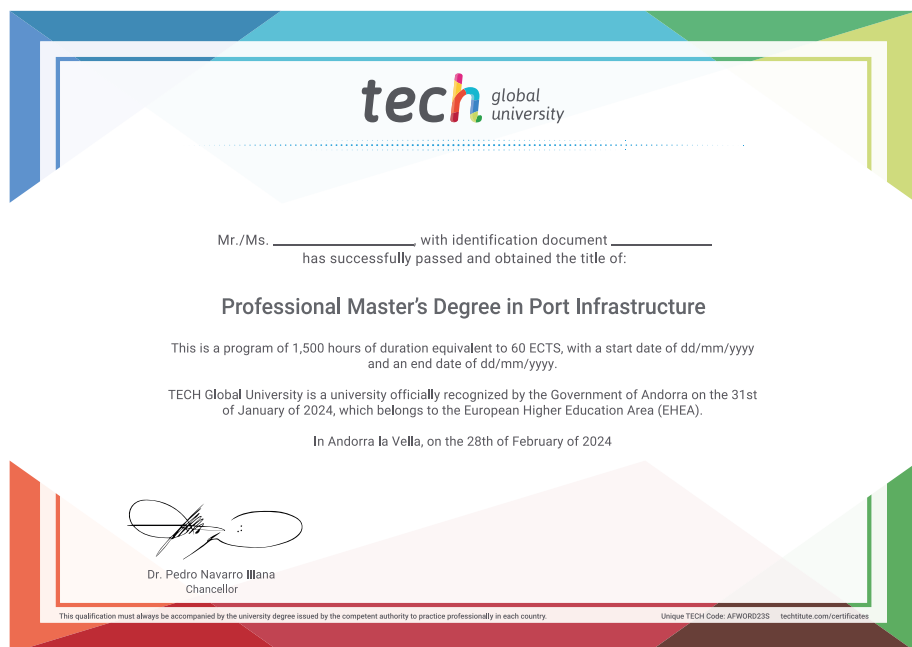 tech global
university
Mr./Ms. ____________________, with identification document ______________
has successfully passed and obtained the title of:
Professional Master's Degree in Port Infrastructure
This is a program of 1,500 hours of duration equivalent to 60 ECTS, with a start date of dd/mm/yyyy
and an end date of dd/mm/yyyy.
TECH Global University is a university officially recognized by the Government of Andorra on the 31st
of January of 2024, which belongs to the European Higher Education Area (EHEA).
In Andorra la Vella, on the 28th of February of 2024
Dr. Pedro Navarro Illana
Chancellor
This qualification must always be accompanied by the university degree issued by the competent authority to practice professionally in each country. Unique TECH Code: AFWORD23S techtitute.com/certificates